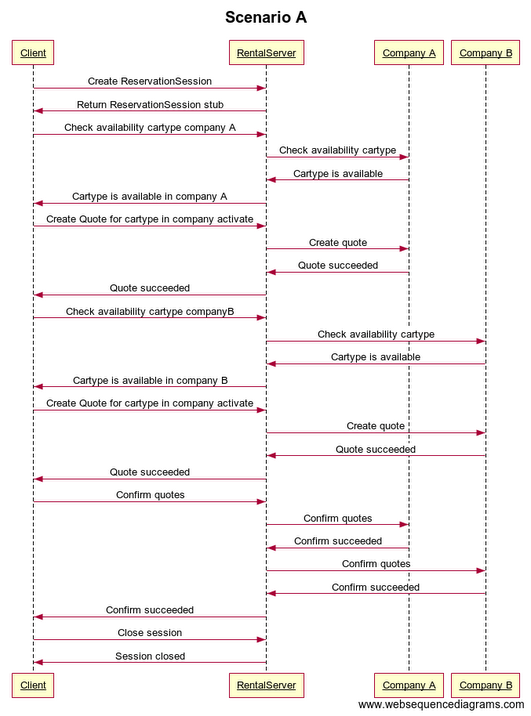 Scenario A
Client RentalServer Company A Company B
Create ReservationSession
Return ReservationSession stub
Check availability cartype company A
Check availability cartype
Cartype is available
Cartype is available in company A
Create Quote for cartype in company activate
Create quote
Quote succeeded
Quote succeeded
Check availability cartype companyB
Check availability cartype
Cartype is available
Cartype is available in company B
Create Quote for cartype in company activate
Create quote
Quote succeeded
Quote succeeded
Confirm quotes
Confirm quotes
Confirm succeeded
Confirm quotes
Confirm succeeded
Confirm succeeded
Close session
Session closed
Client RentalServer Company A Company B
www.websequencediagrams.com